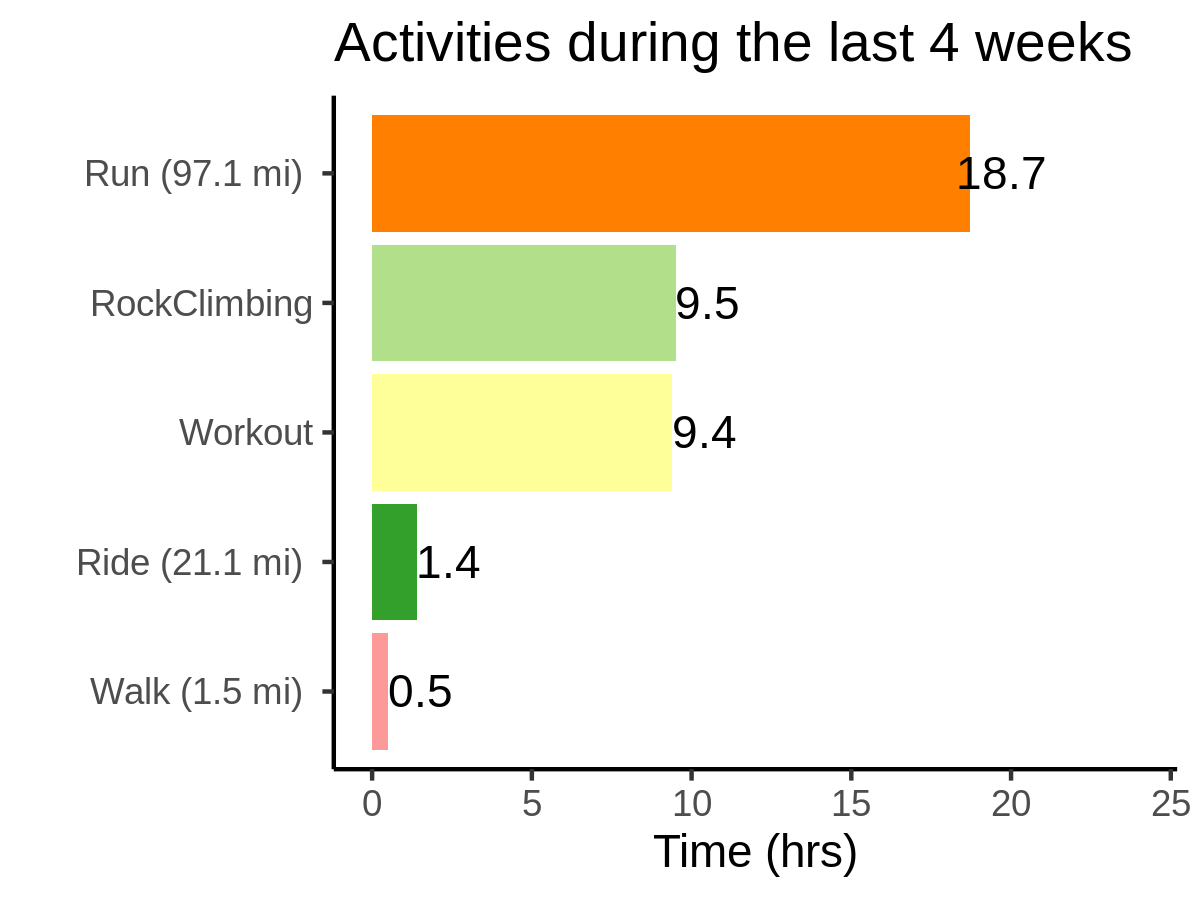 Activities during the last 4 weeks
Run (97.1 mi)
18.7
RockClimbing
9.5
Workout
9.4
Ride (21.1 mi)
1.4
Walk (1.5 mi)
0.5
0 5 10 15 20 25
Time (hrs)